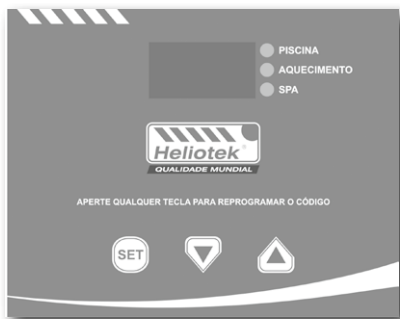 PISCINA
AQUECIMENTO
SPA
Heliotek®
QUALIDADE MUNDIAL
APERTE QUALQUER TECLA PARA REPROGRAMAR O CÓDIGO
SET